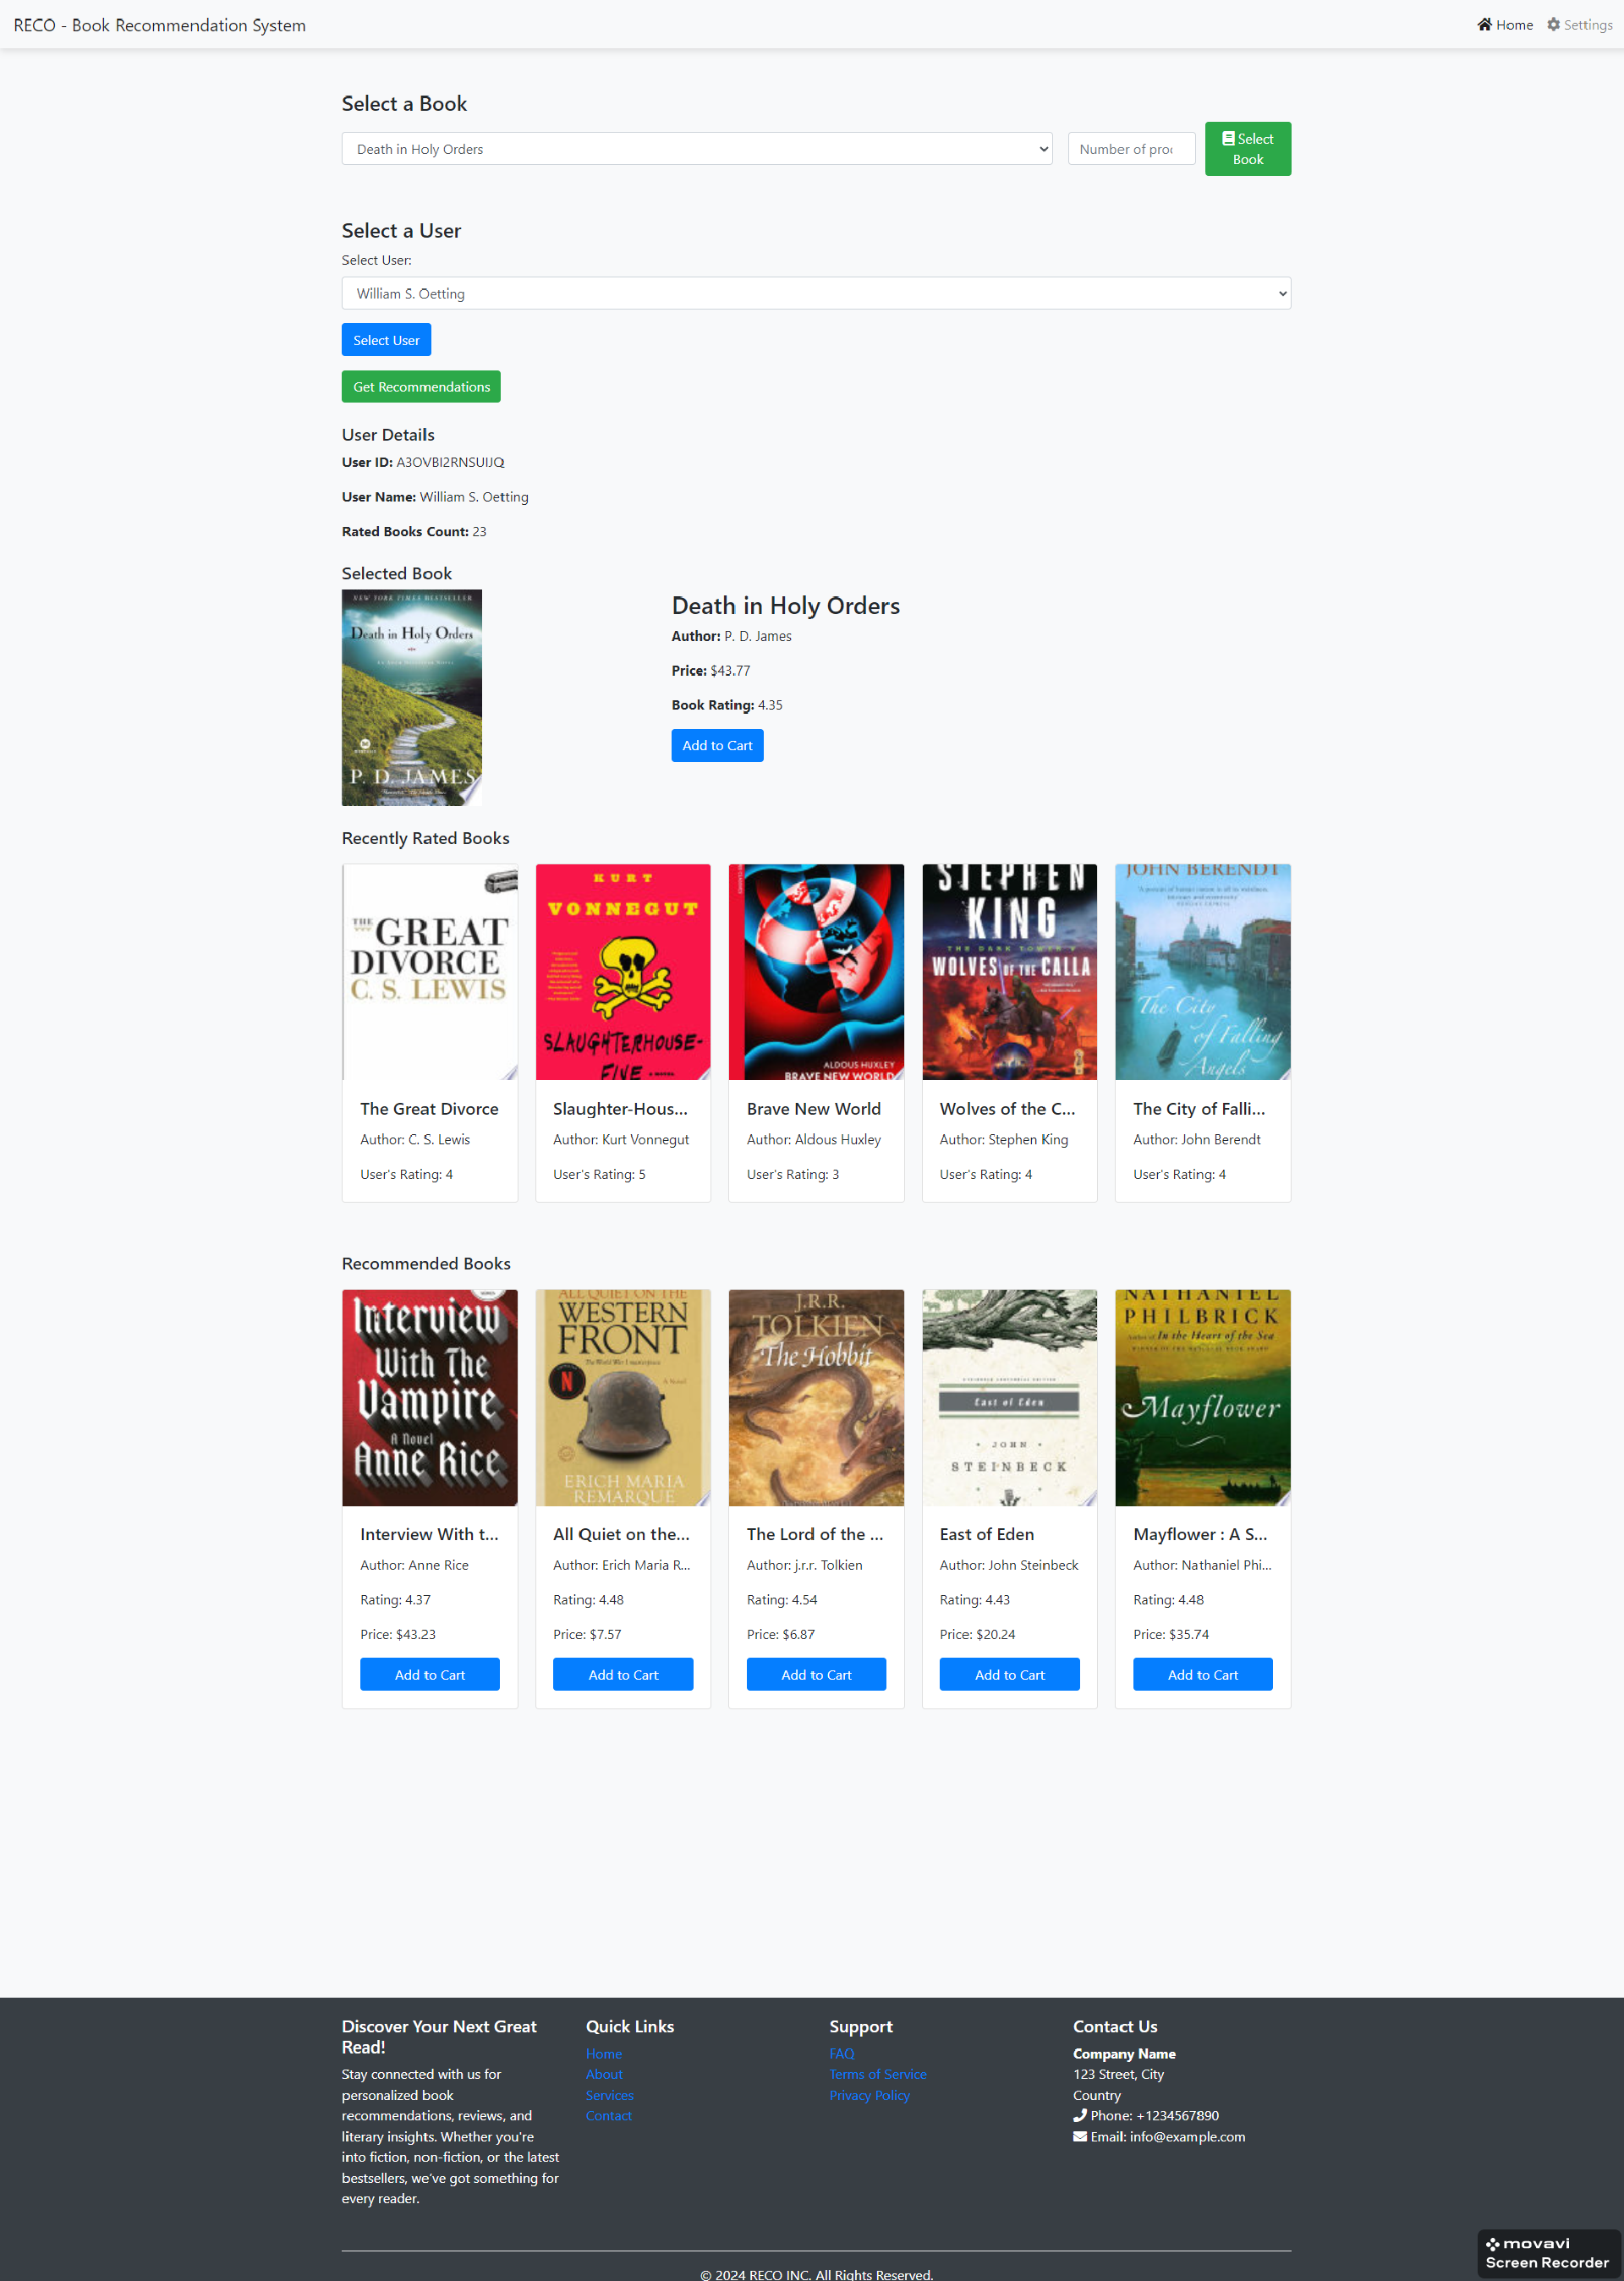 RECO - Book Recommendation System
Home
Settings
Select a Book
Death in Holy Orders
Number of proc
Select
Book
Select a User
Select User:
William S. Oetting
Select User
Get Recommendations
User Details
User ID: A3OVBI2RNSUIJQ
User Name: William S. Oetting
Rated Books Count: 23
Selected Book
NEW YORK TIMES BESTSELLER
Death in Holy Orders
P. D. JAMES
Death in Holy Orders
Author: P. D. James
Price: $43.77
Book Rating: 4.35
Add to Cart
Recently Rated Books
THE
GREAT
DIVORCE
C. S. LEWIS
KURT
VONNEGUT
SLAUGHTERHOUSE-
FIVE
ALDOUS HUXLEY
BRAVE NEW WORLD
STEPHEN
KING
THE DARK TOWER V
WOLVES OF THE CALLA
JOHN BERENDT
The City
of Falling
Angels
The Great Divorce
Author: C. S. Lewis
User's Rating: 4
Slaughter-Hous...
Author: Kurt Vonnegut
User's Rating: 5
Brave New World
Author: Aldous Huxley
User's Rating: 3
Wolves of the C...
Author: Stephen King
User's Rating: 4
The City of Falli...
Author: John Berendt
User's Rating: 4
Recommended Books
Interview
With The
Vampire
A Novel
Anne Rice
ALL QUIET ON THE
WESTERN
FRONT
The World War I masterpiece
A Novel
N
ERICH MARIA
REMARQUE
J.R.R.
TOLKIEN
The Hobbit
East of Eden
JOHN
STEINBECK
NATHANIEL
PHILBRICK
Author of In the Heart of the Sea
WINNER OF THE NATIONAL BOOK AWARD
Mayflower
Interview With t...
Author: Anne Rice
Rating: 4.37
Price: $43.23
Add to Cart
All Quiet on the...
Author: Erich Maria R...
Rating: 4.48
Price: $7.57
Add to Cart
The Lord of the ...
Author: j.r.r. Tolkien
Rating: 4.54
Price: $6.87
Add to Cart
East of Eden
Author: John Steinbeck
Rating: 4.43
Price: $20.24
Add to Cart
Mayflower : A S...
Author: Nathaniel Phi...
Rating: 4.48
Price: $35.74
Add to Cart
Discover Your Next Great
Read!
Stay connected with us for
personalized book
recommendations, reviews, and
literary insights. Whether you're
into fiction, non-fiction, or the latest
bestsellers, we've got something for
every reader.
Quick Links
Home
About
Services
Contact
Support
FAQ
Terms of Service
Privacy Policy
Contact Us
Company Name
123 Street, City
Country
Phone: +1234567890
Email: info@example.com
© 2024 RECO INC. All Rights Reserved.
movavi
Screen Recorder